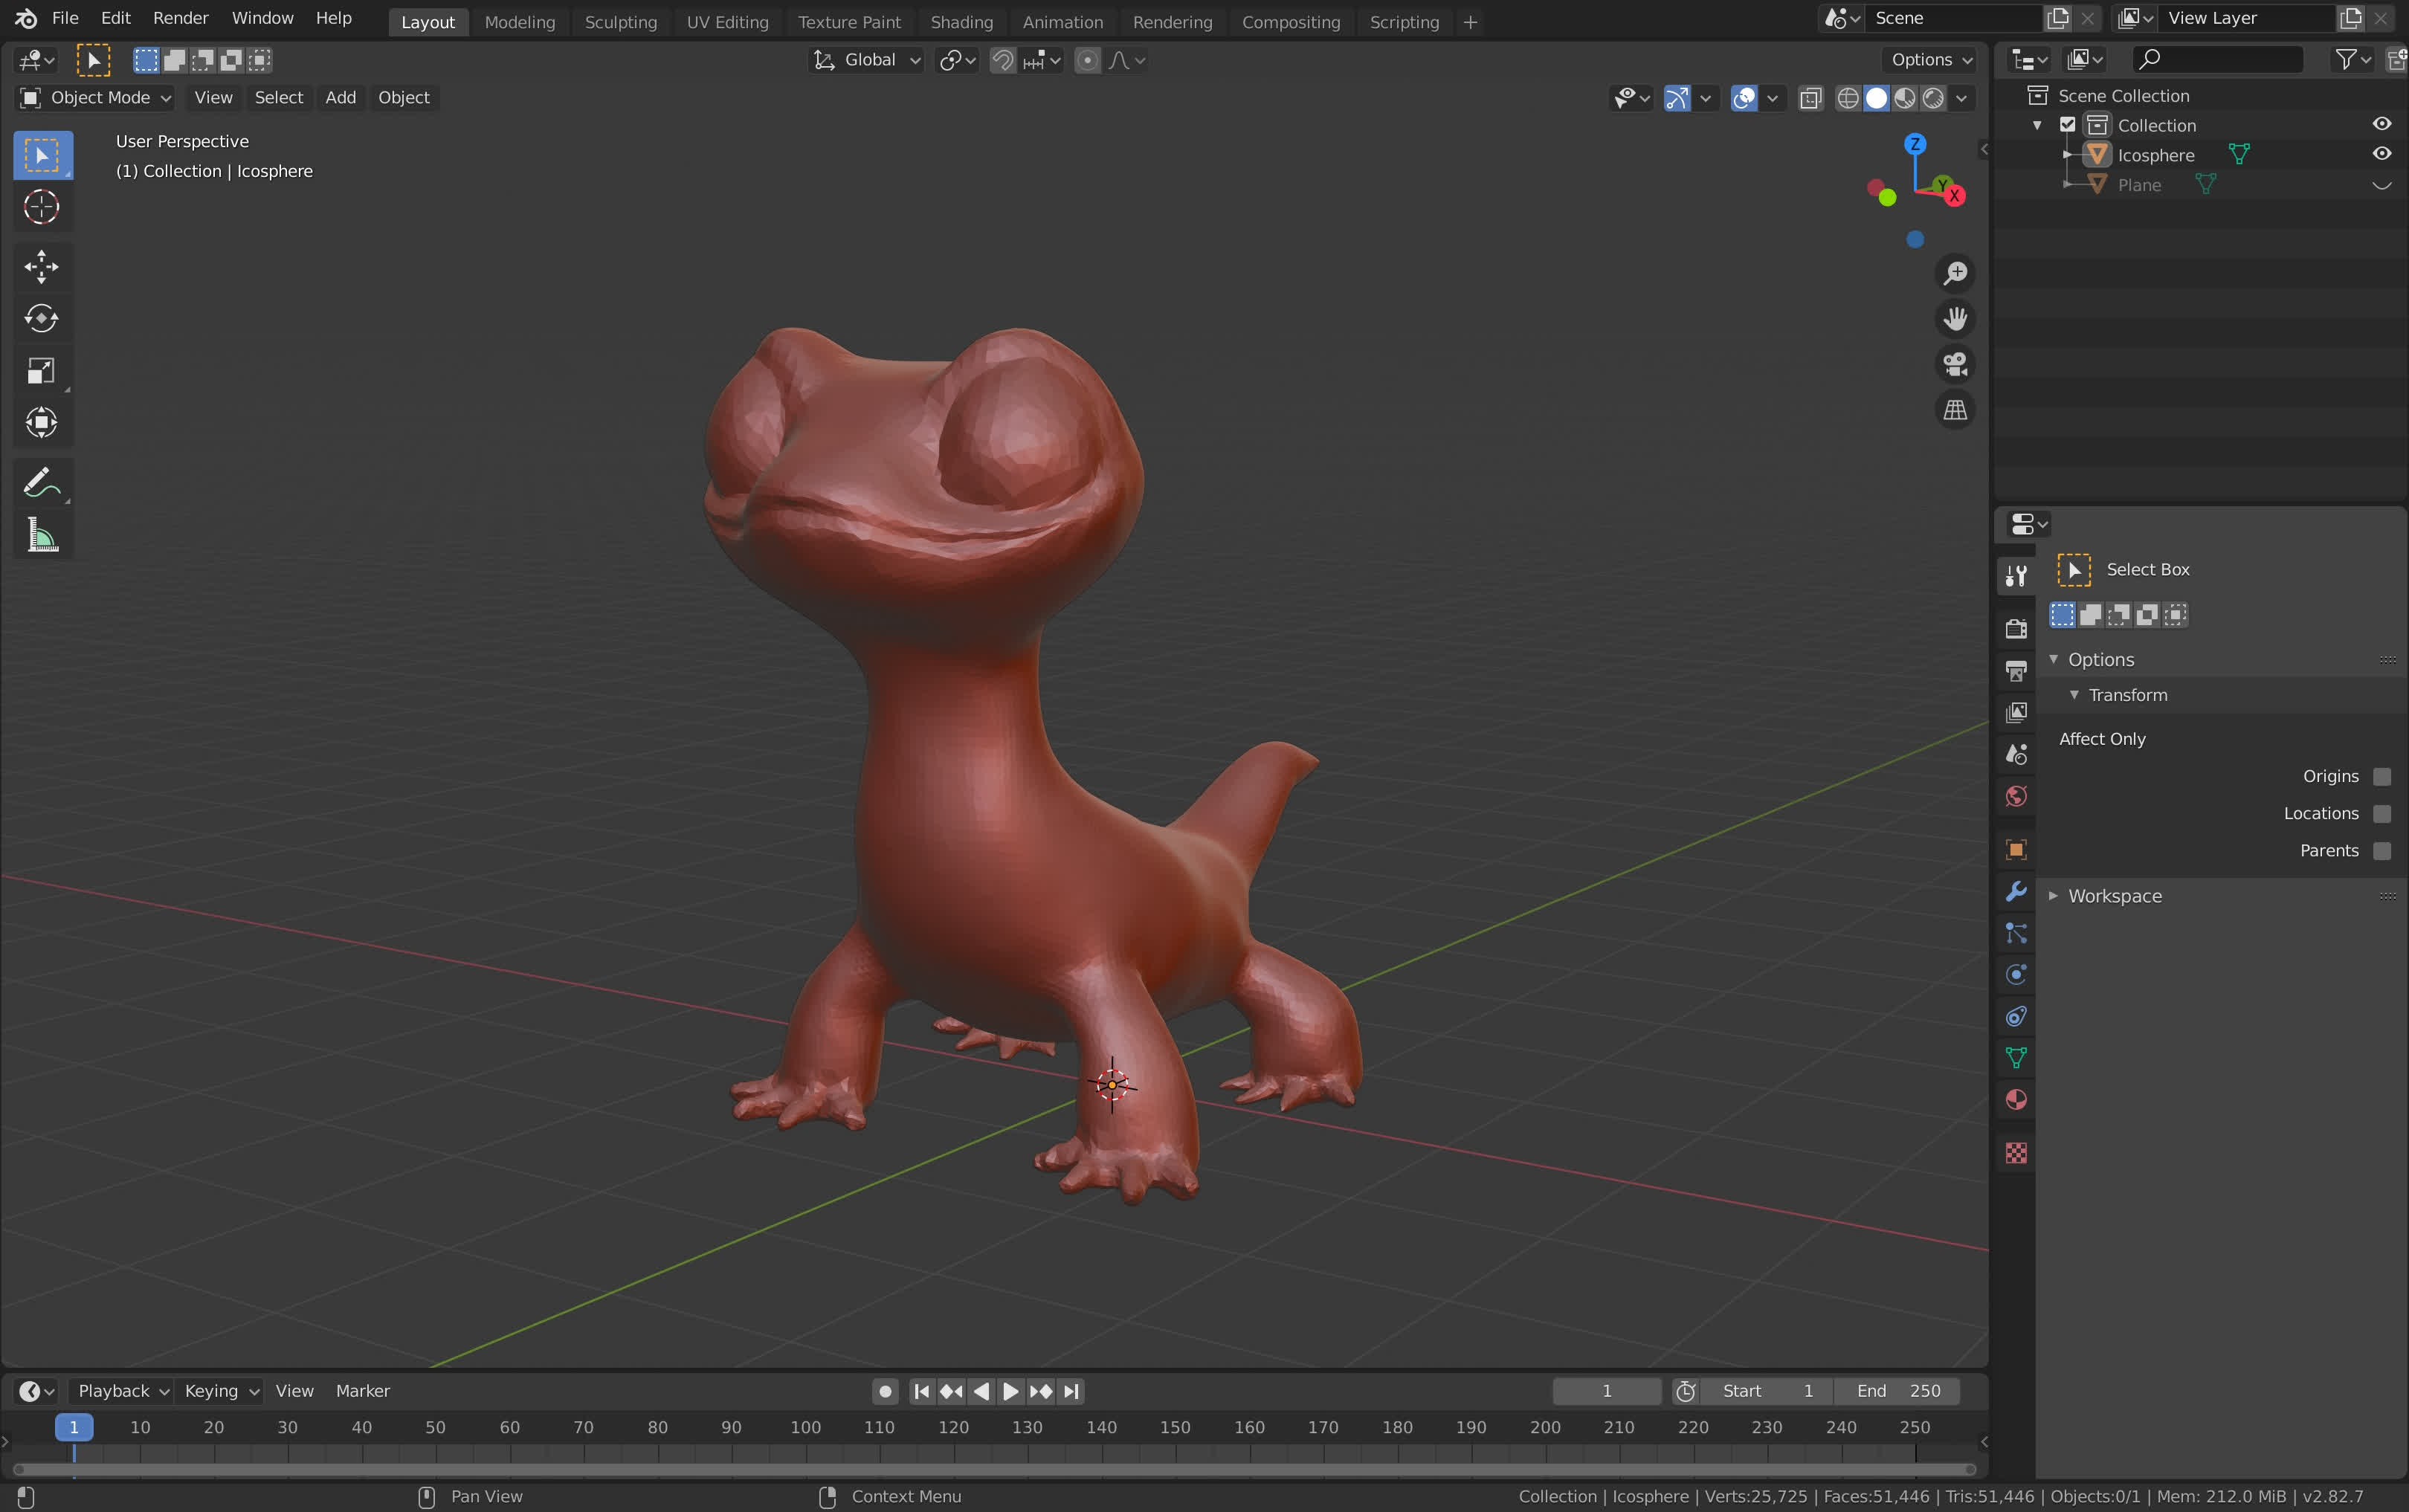 File Edit Render Window Help Layout Modeling Sculpting UV Editing Texture Paint Shading Animation Rendering Compositing Scripting + Scene View Layer
Global Options
Object Mode View Select Add Object
User Perspective
(1) Collection | Icosphere
Z
Y
X
Scene Collection
Collection
Icosphere
Plane
Select Box
Options
Transform
Affect Only
Origins
Locations
Parents
Workspace
Playback Keying View Marker 1 Start 1 End 250
1 10 20 30 40 50 60 70 80 90 100 110 120 130 140 150 160 170 180 190 200 210 220 230 240 250
Pan View Context Menu Collection | Icosphere | Verts:25,725 | Faces:51,446 | Tris:51,446 | Objects:0/1 | Mem: 212.0 MiB | v2.82.7